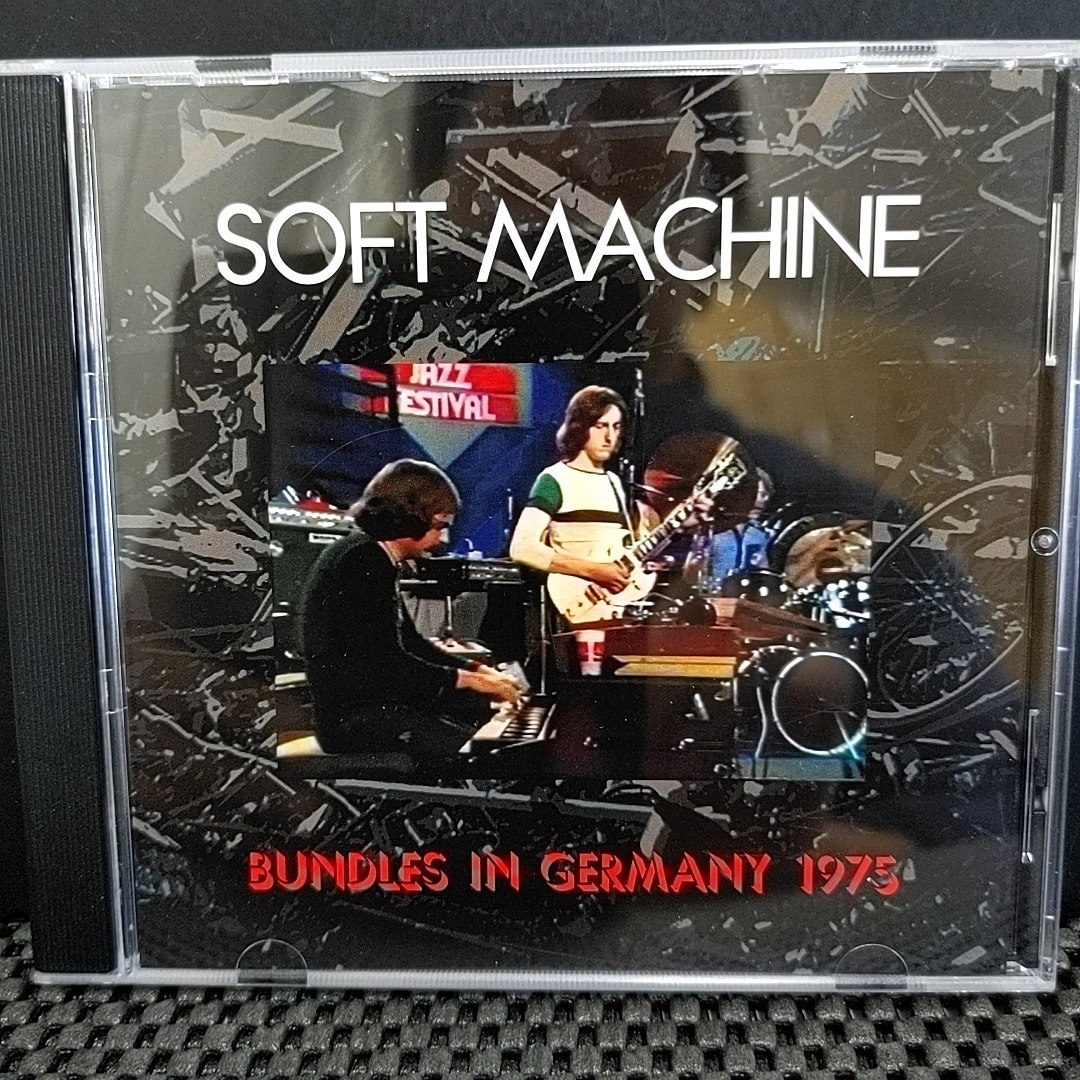 SOFT MACHINE
JAZZ
FESTIVAL
BUNDLES IN GERMANY 1975